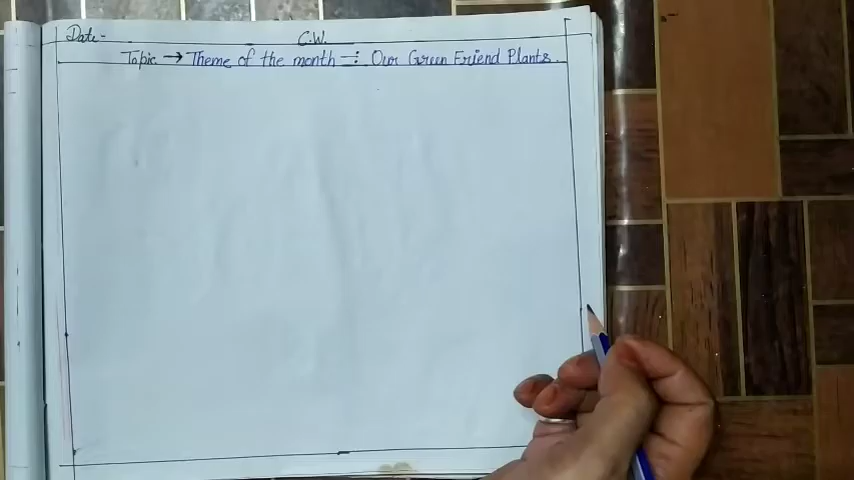 Date-
C.W
Topic → Theme of the month —: Our Green Friend Plants.